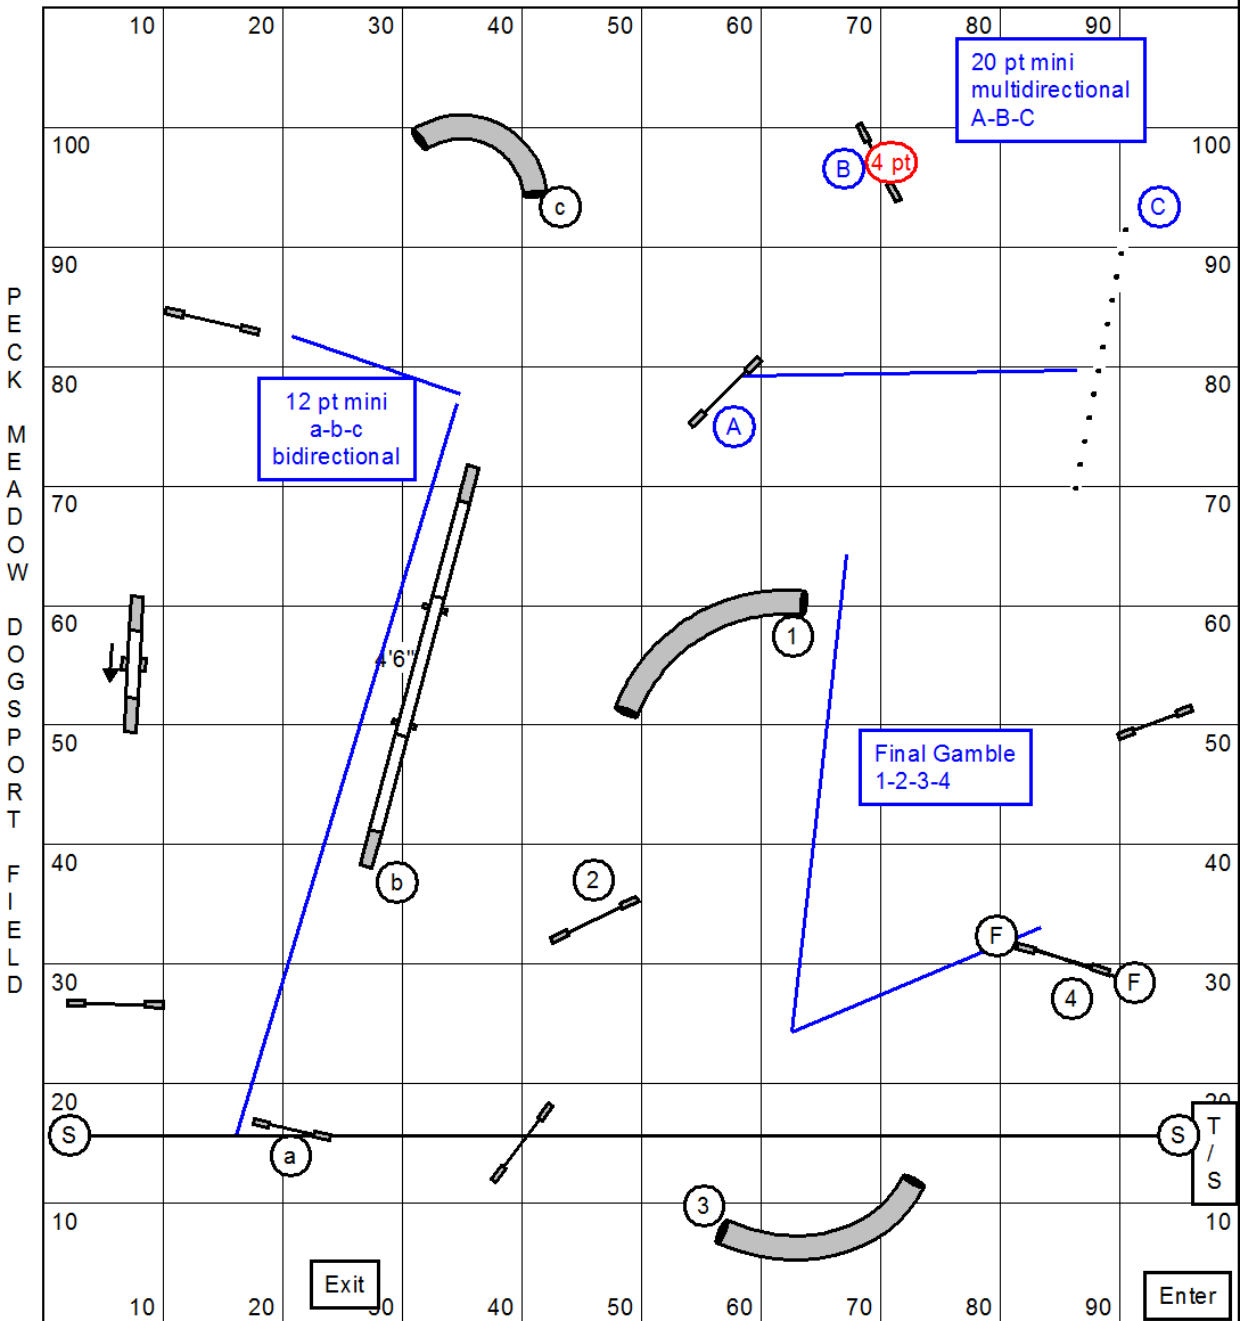 10 20 30 40 50 60 70 80 90
20 pt mini
multidirectional
A-B-C
100 100
B 4 pt
c C
90 90
PECK MEADOW DOGSPORT FIELD
80 80
12 pt mini
a-b-c
bidirectional
A
70 70
60 60
1
4'6"
50 50
Final Gamble
1-2-3-4
40 40
b 2
F
30 30
4 F
20 20
S S
T
/
S
a
3
10 10
Exit Enter
10 20 30 40 50 60 70 80 90